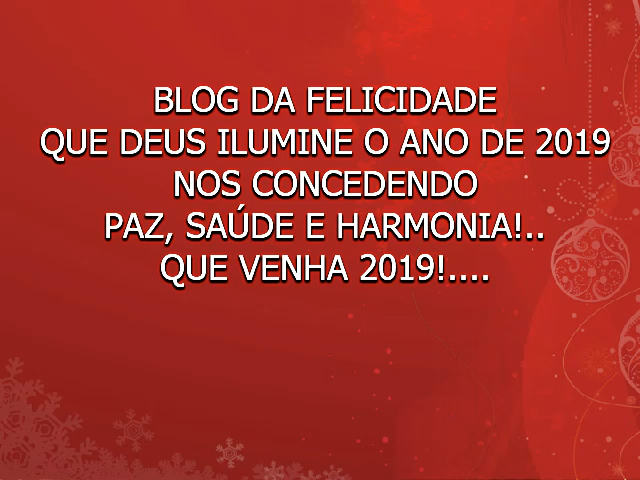 BLOG DA FELICIDADE
QUE DEUS ILUMINE O ANO DE 2019
NOS CONCEDENDO
PAZ, SAÚDE E HARMONIA!..
QUE VENHA 2019!....